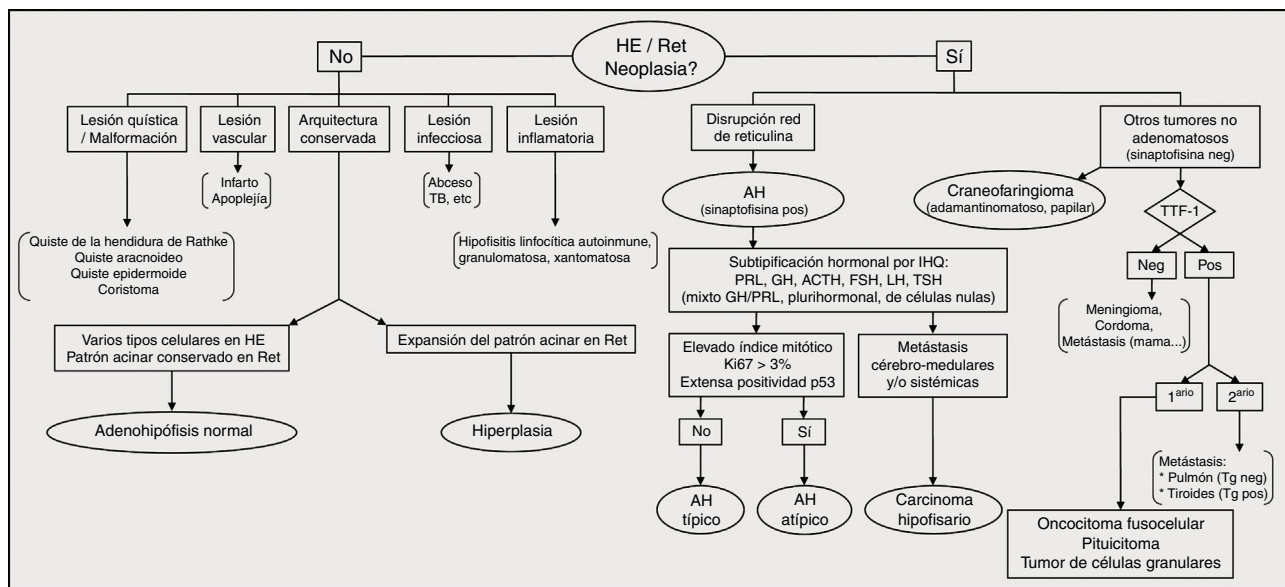 HE / Ret
Neoplasia?
No
Sí
Lesión quística
/ Malformación
Lesión
vascular
Arquitectura
conservada
Lesión
infecciosa
Lesión
inflamatoria
Infarto
Apoplejía
Abceso
TB, etc
Quiste de la hendidura de Rathke
Quiste aracnoideo
Quiste epidermoide
Coristoma
Hipofisitis linfocítica autoinmune,
granulomatosa, xantomatosa
Varios tipos celulares en HE
Patrón acinar conservado en Ret
Expansión del patrón acinar en Ret
Adenohipófisis normal
Hiperplasia
Disrupción red
de reticulina
Otros tumores no
adenomatosos
(sinaptofisina neg)
AH
(sinaptofisina pos)
Craneofaringioma
(adamantinomatoso, papilar)
TTF-1
Subtipificación hormonal por IHQ:
PRL, GH, ACTH, FSH, LH, TSH
(mixto GH/PRL, plurihormonal, de células nulas)
Neg
Pos
Meningioma,
Cordoma,
Metástasis (mama...)
Elevado índice mitótico
Ki67 > 3%
Extensa positividad p53
Metástasis
cérebro-medulares
y/o sistémicas
No
Sí
1ario
2ario
AH
típico
AH
atípico
Carcinoma
hipofisario
Metástasis:
* Pulmón (Tg neg)
* Tiroides (Tg pos)
Oncocitoma fusocelular
Pituicitoma
Tumor de células granulares